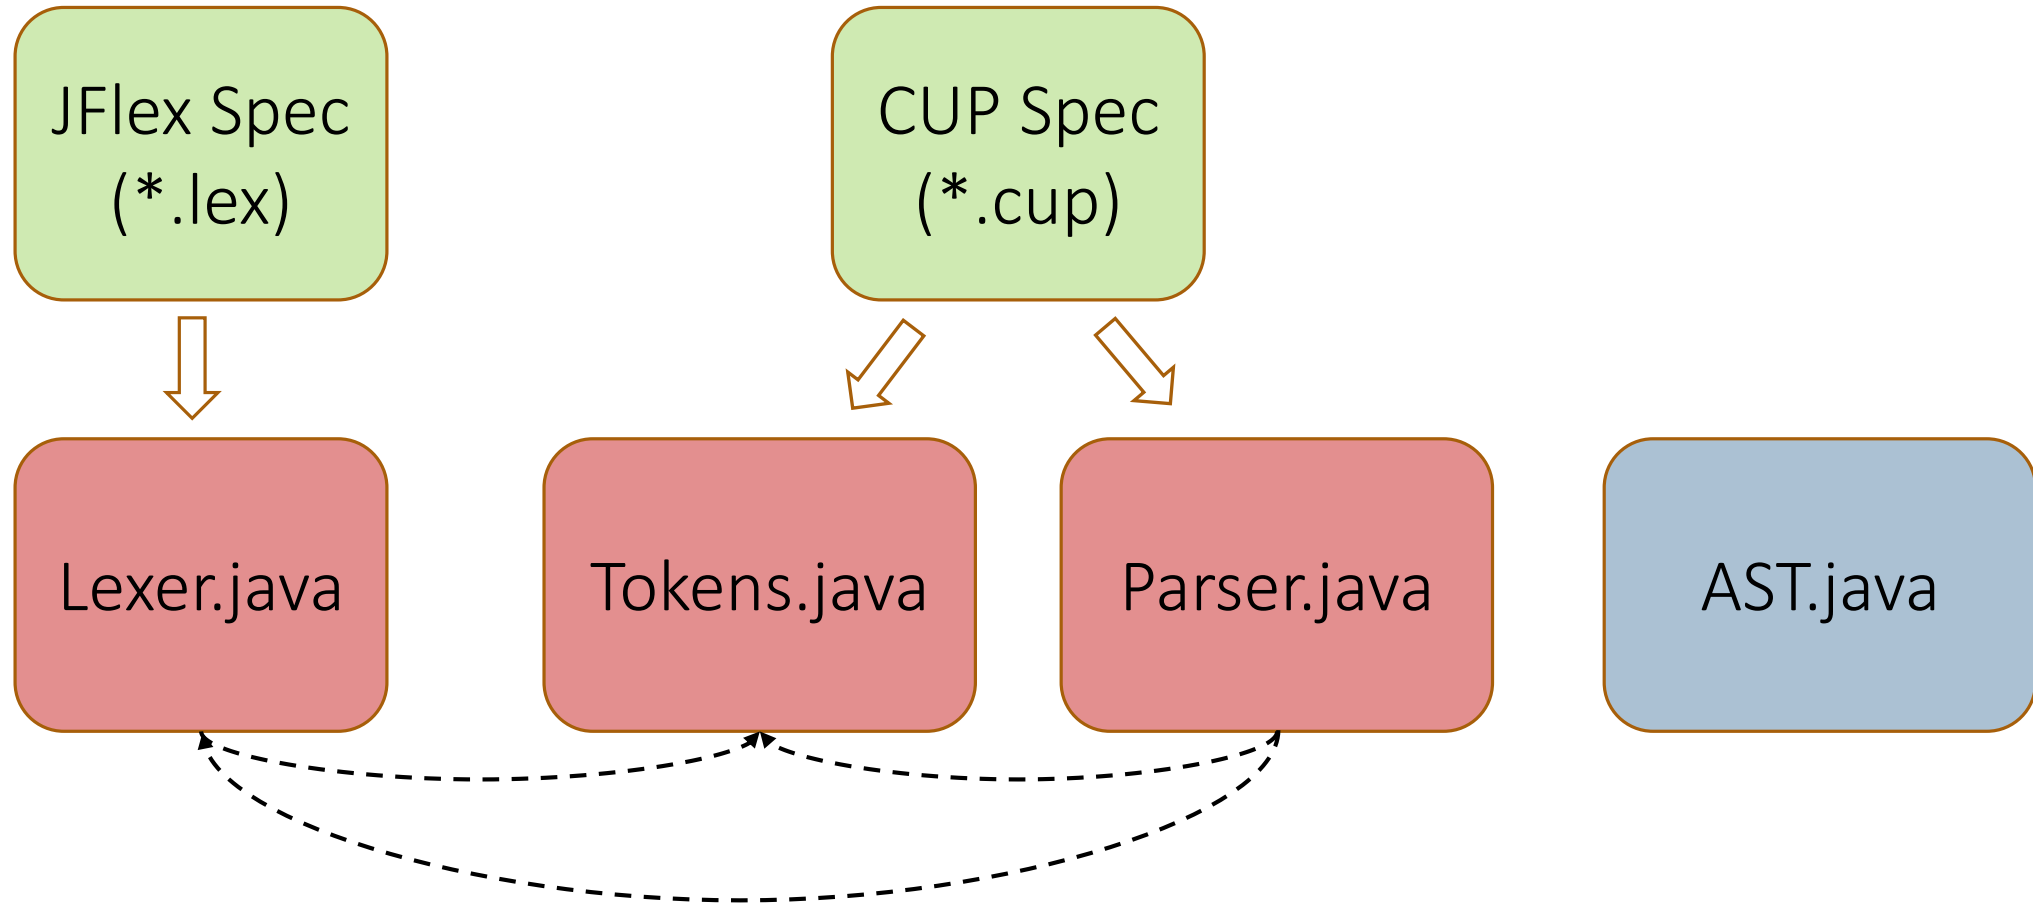 JFlex Spec
(*.lex)
CUP Spec
(*.cup)
Lexer.java
Tokens.java
Parser.java
AST.java